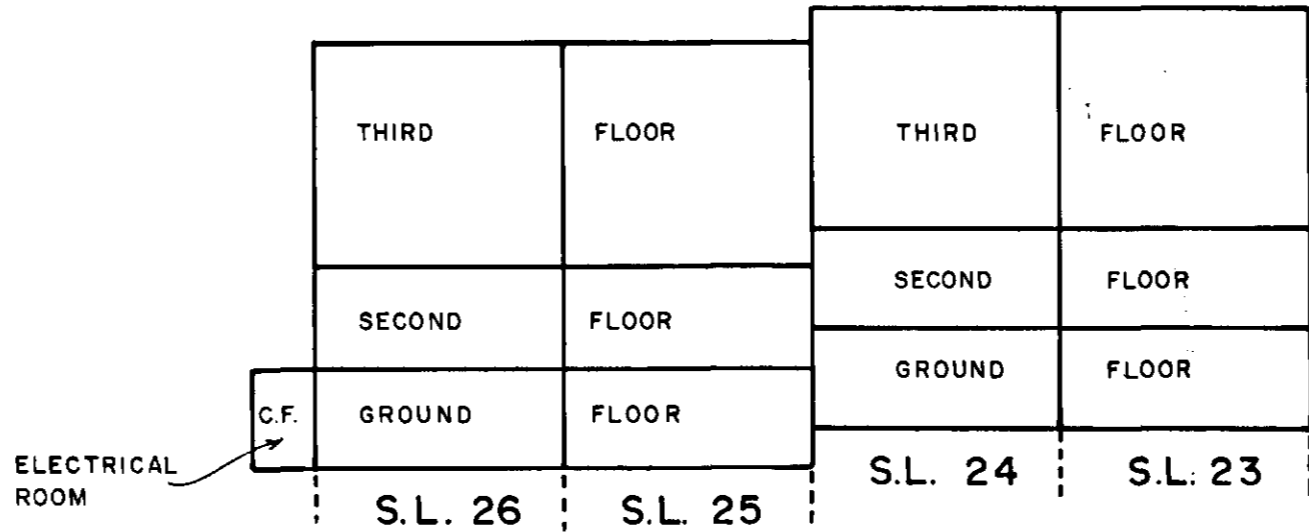 THIRD FLOOR THIRD FLOOR
SECOND FLOOR
SECOND FLOOR
GROUND FLOOR
C.F. GROUND FLOOR
ELECTRICAL
ROOM
S.L. 24 S.L. 23
S.L. 26 S.L. 25